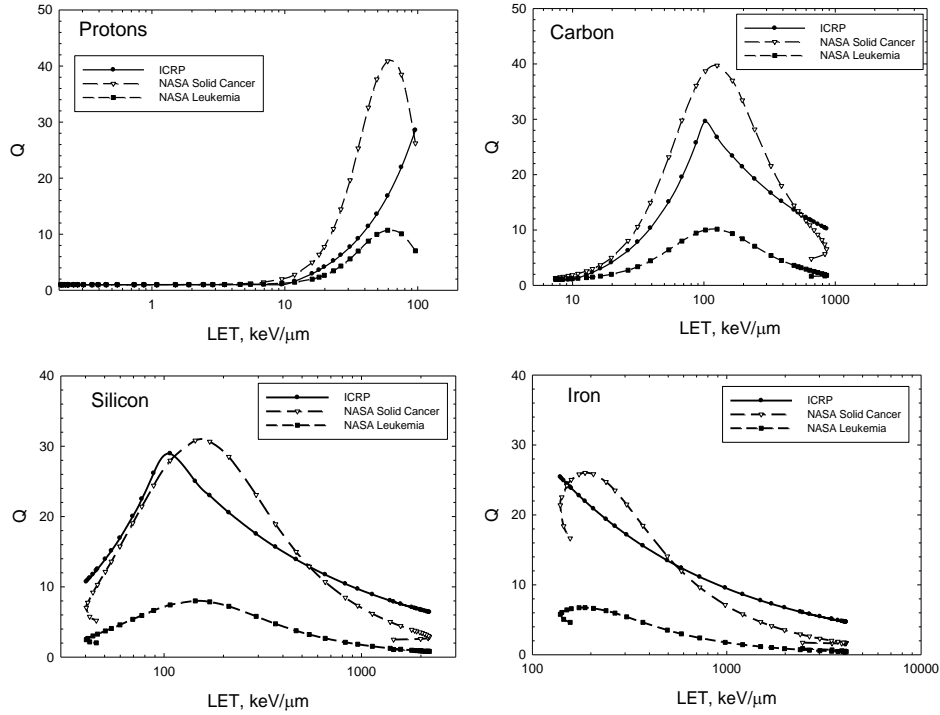 Protons
ICRP
NASA Solid Cancer
NASA Leukemia
Q
50
40
30
20
10
0
1
10
100
LET, keV/μm
Carbon
ICRP
NASA Solid Cancer
NASA Leukemia
Q
50
40
30
20
10
0
10
100
1000
LET, keV/μm
Silicon
ICRP
NASA Solid Cancer
NASA Leukemia
Q
40
30
20
10
0
100
1000
LET, keV/μm
Iron
ICRP
NASA Solid Cancer
NASA Leukemia
Q
40
30
20
10
0
100
1000
10000
LET, keV/μm